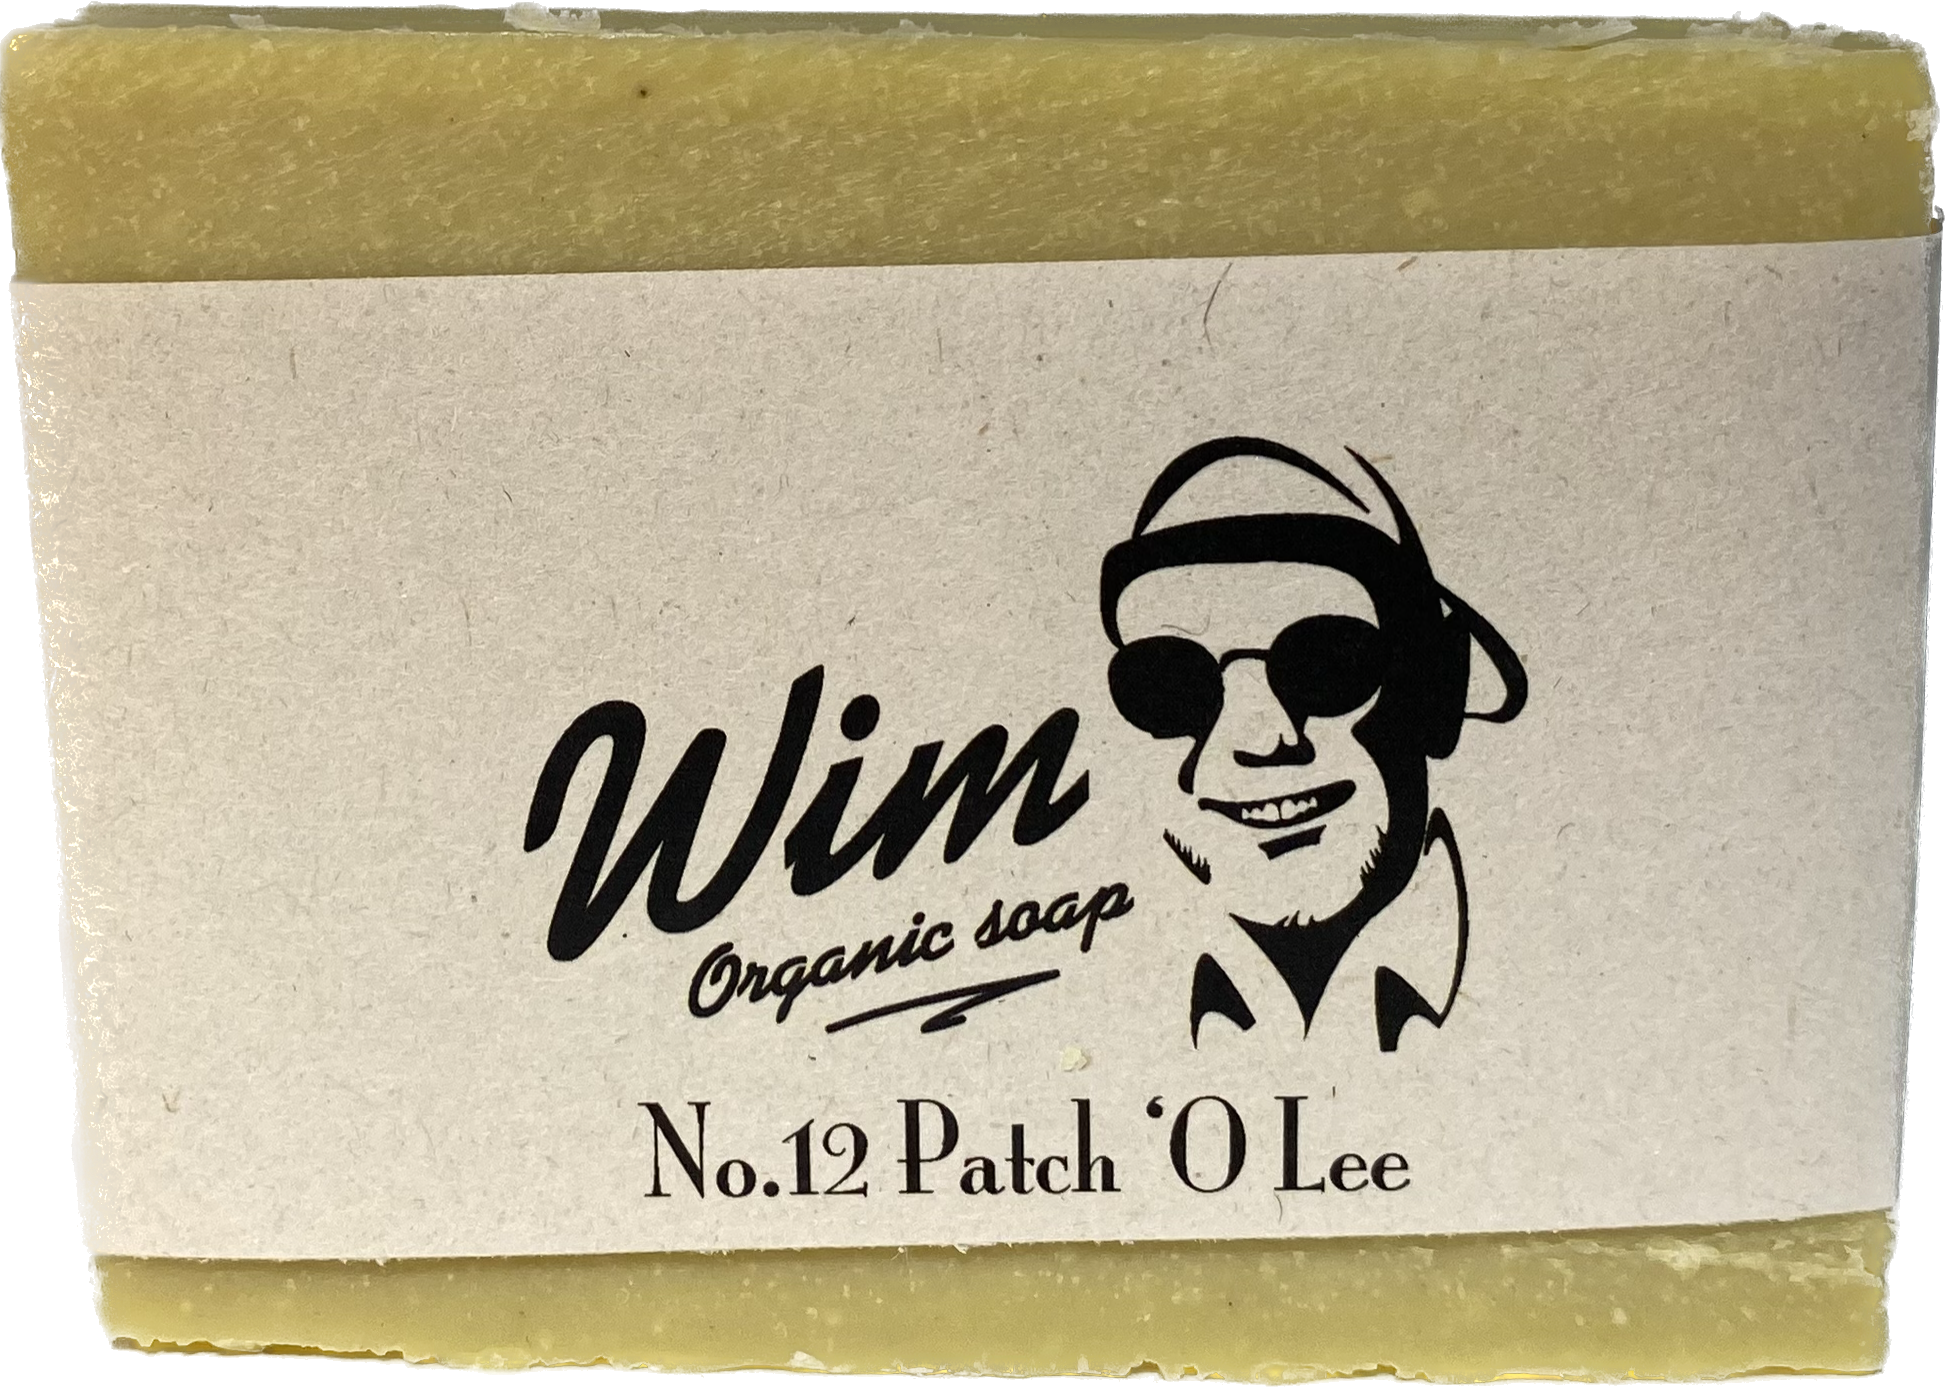 Wim
Organic soap
No.12 Patch ‘O Lee